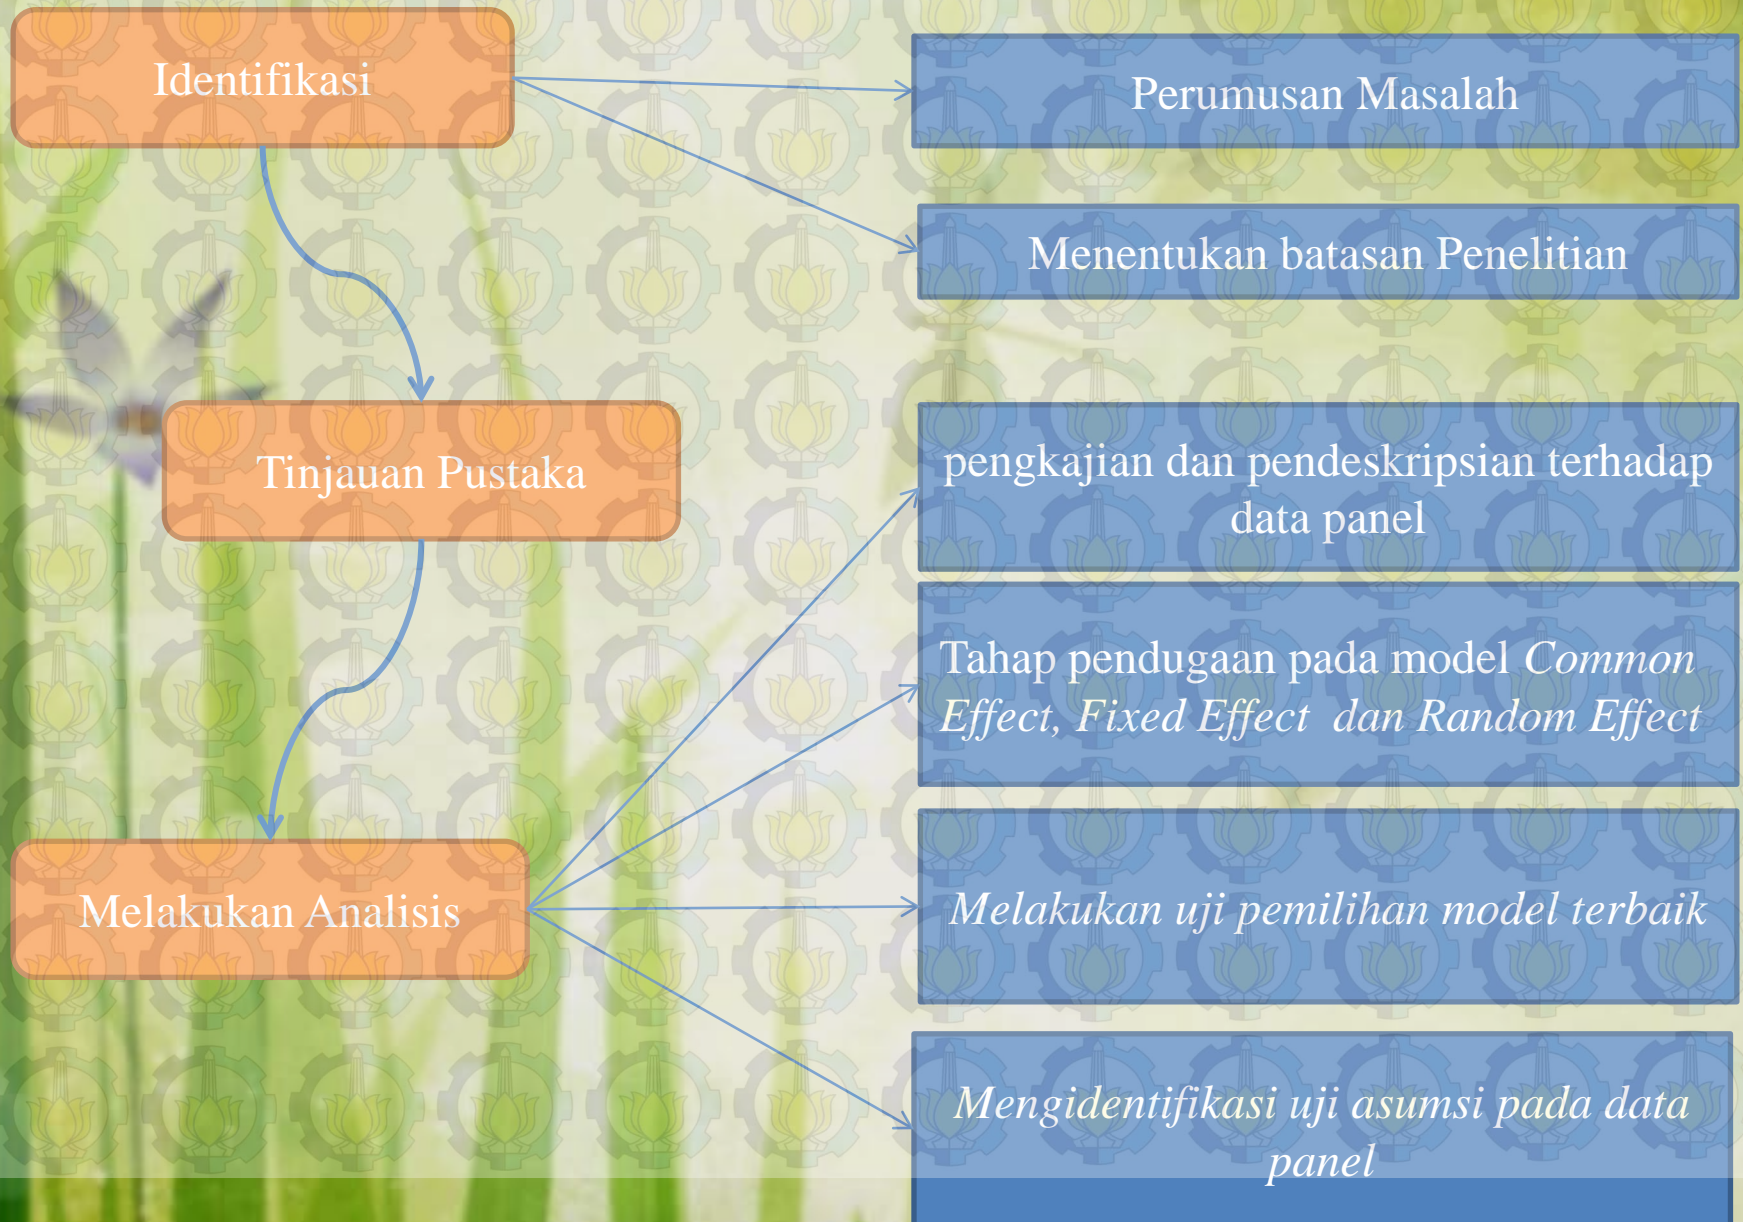 Identifikasi
Perumusan Masalah
Menentukan batasan Penelitian
Tinjauan Pustaka
pengkajian dan pendeskripsian terhadap
data panel
Tahap pendugaan pada model Common
Effect, Fixed Effect dan Random Effect
Melakukan Analisis
Melakukan uji pemilihan model terbaik
Mengidentifikasi uji asumsi pada data
panel